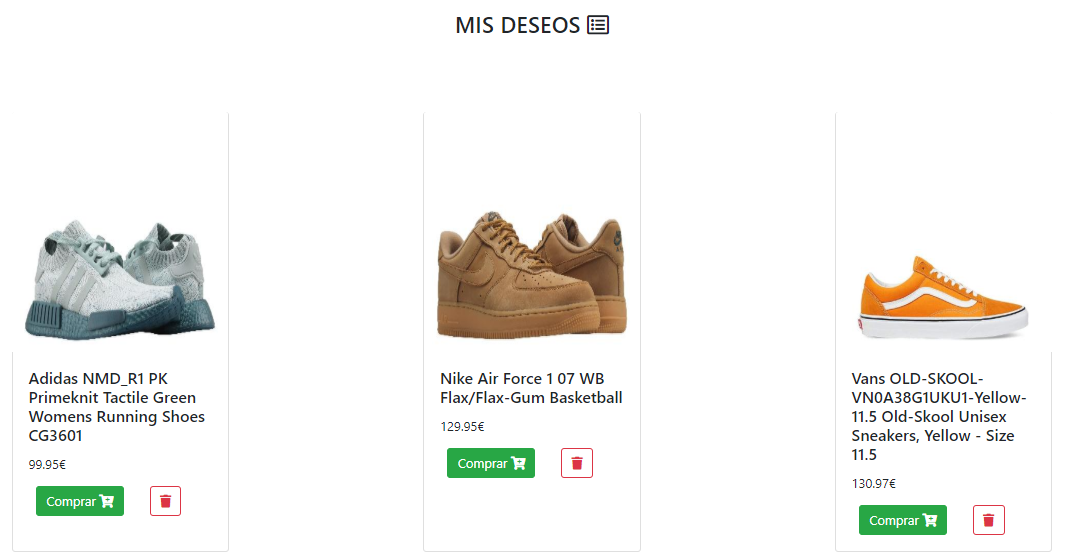 MIS DESEOS
Adidas NMD_R1 PK
Primeknit Tactile Green
Womens Running Shoes
CG3601
99.95€
Comprar
Nike Air Force 1 07 WB
Flax/Flax-Gum Basketball
129.95€
Comprar
Vans OLD-SKOOL-
VN0A38G1UKU1-Yellow-
11.5 Old-Skool Unisex
Sneakers, Yellow - Size
11.5
130.97€
Comprar